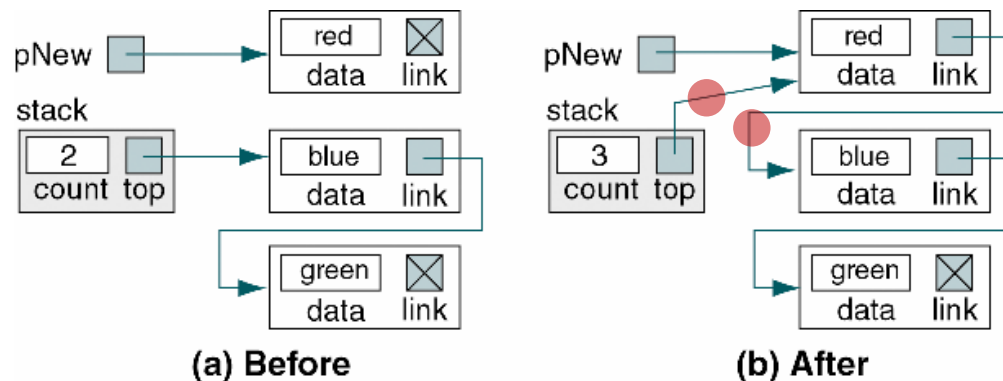 pNew
red
data link
stack
2
count top
blue
data link
green
data link
(a) Before
pNew
red
data link
3
count top
blue
data link
green
data link
(b) After